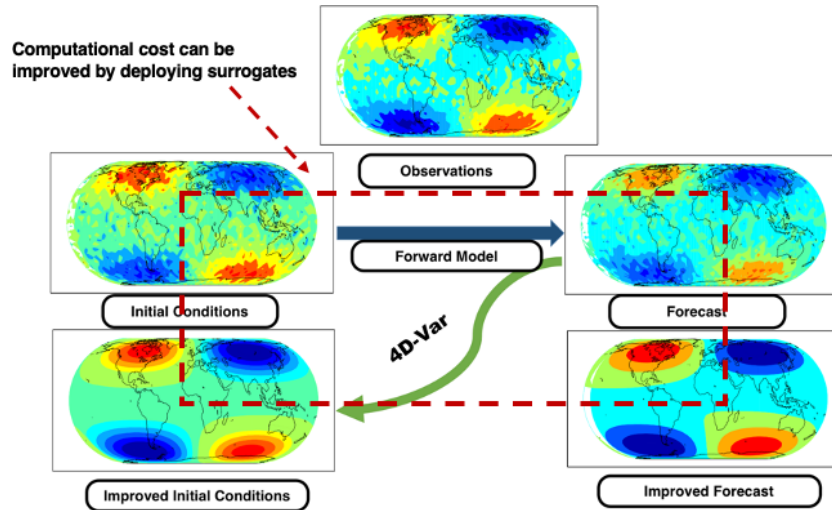 Computational cost can be
improved by deploying surrogates
Observations
Forward Model
Initial Conditions
Forecast
4D-Var
Improved Initial Conditions
Improved Forecast